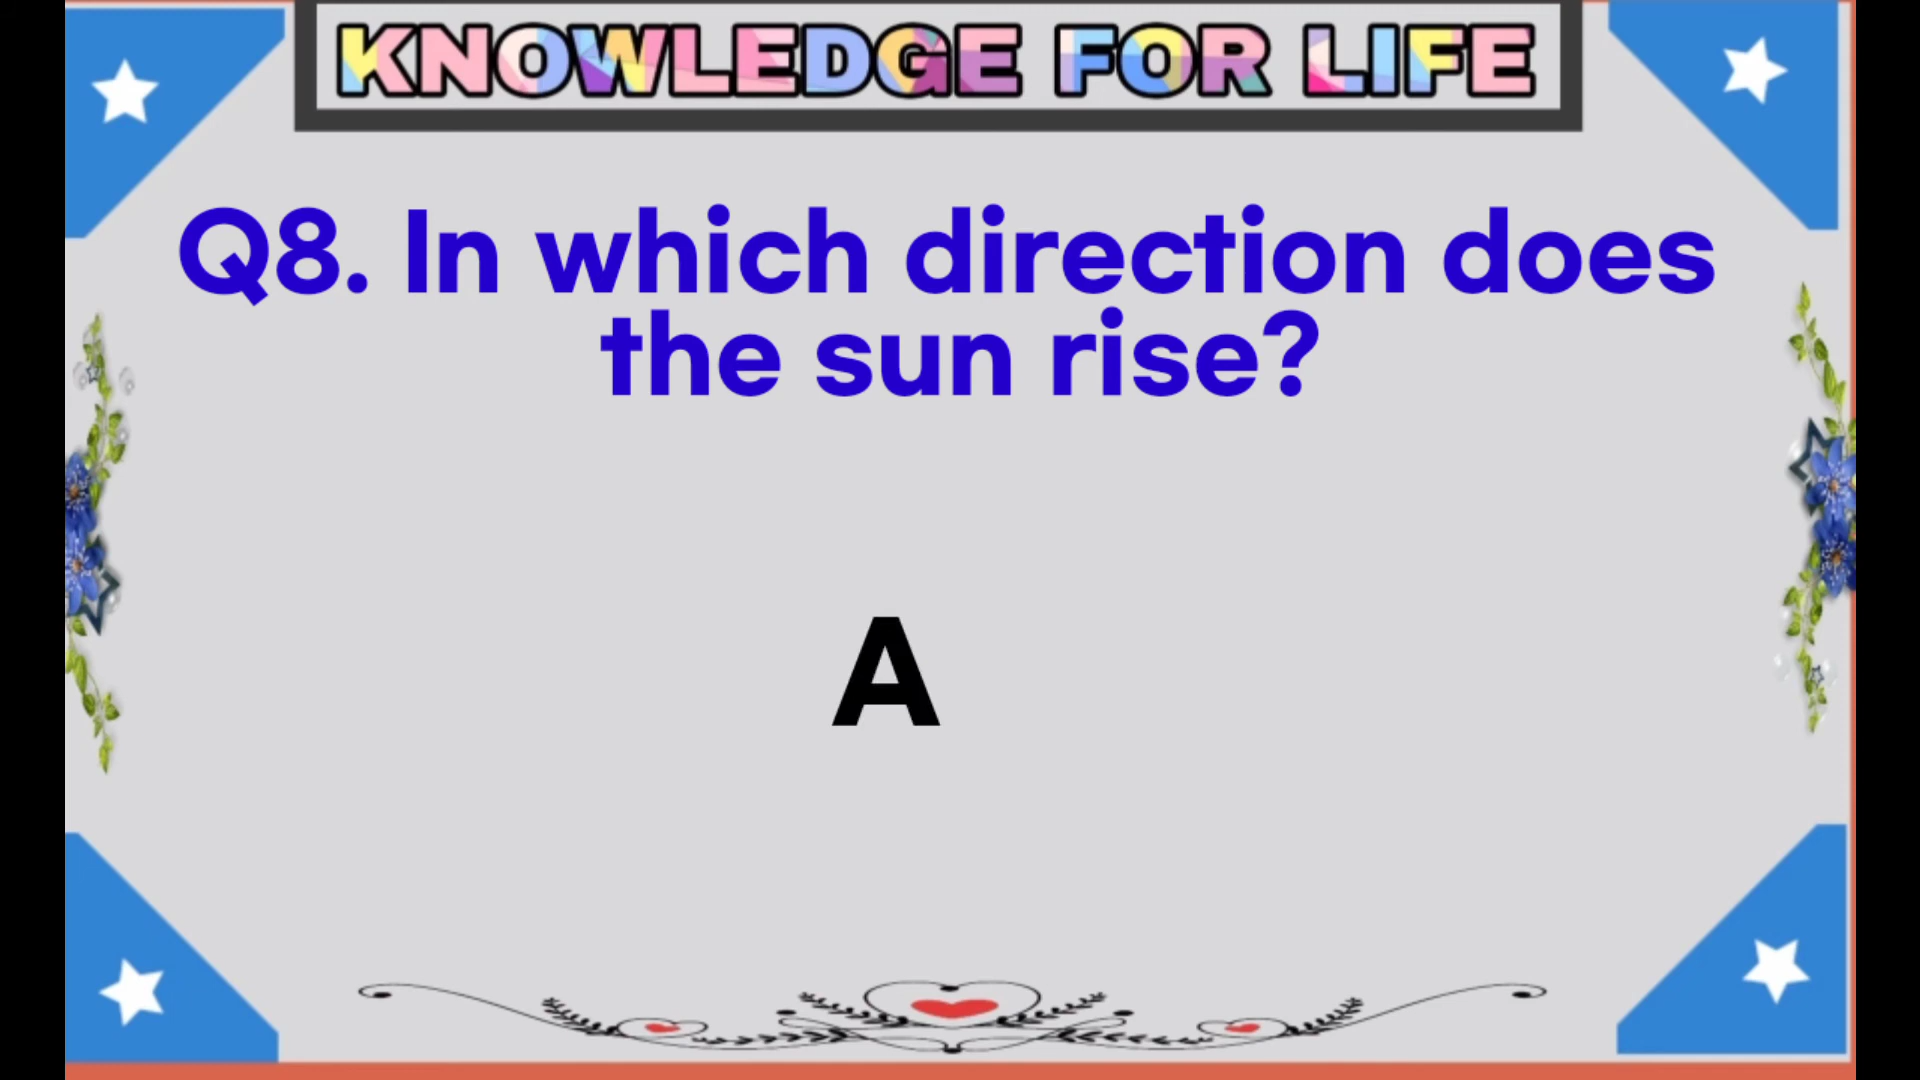 KNOWLEDGE FOR LIFE
Q8. In which direction does
the sun rise?
A